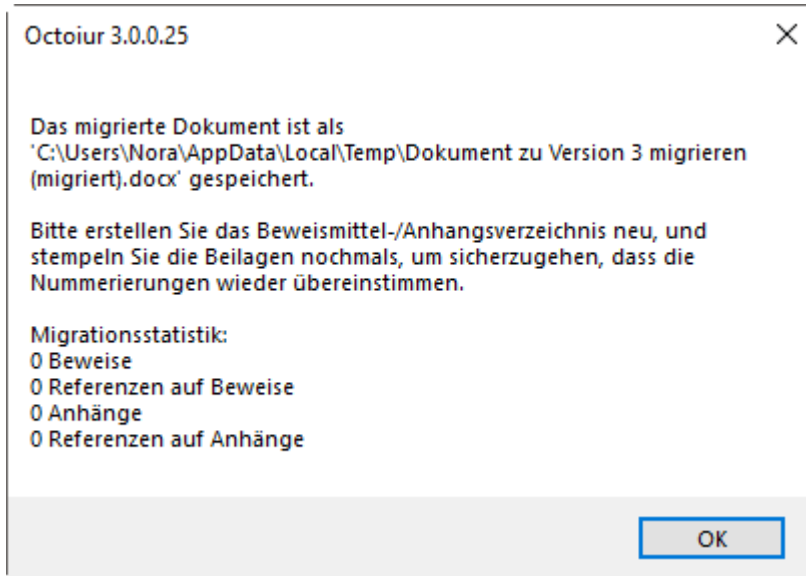 Octoiur 3.0.0.25
Das migrierte Dokument ist als
'C:\Users\Nora\AppData\Local\Temp\Dokument zu Version 3 migrieren
(migriert).docx' gespeichert.
Bitte erstellen Sie das Beweismittel-/Anhangsverzeichnis neu, und
stempeln Sie die Beilagen nochmals, um sicherzugehen, dass die
Nummerierungen wieder übereinstimmen.
Migrationsstatistik:
0 Beweise
0 Referenzen auf Beweise
0 Anhänge
0 Referenzen auf Anhänge
OK